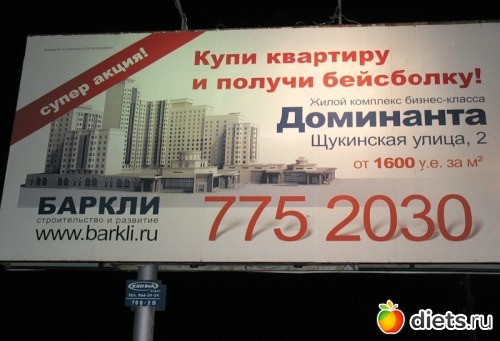 супер акция!
Купи квартиру
и получи бейсболку!
Жилой комплекс бизнес-класса
Доминанта
Щукинская улица, 2
от 1600 у.е. за м²
БАРКЛИ
строительство и развитие
www.barkli.ru
775 2030
diets.ru